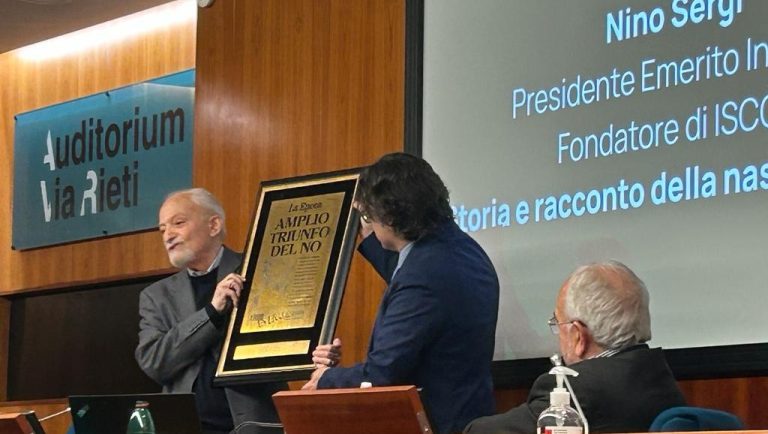 Auditorium
Via Rieti
La Epoca
AMPLIO
TRIUNFO
DEL NO
Nino Sergi
Presidente Emerito In
Fondatore di ISCO
Storia e racconto della nas